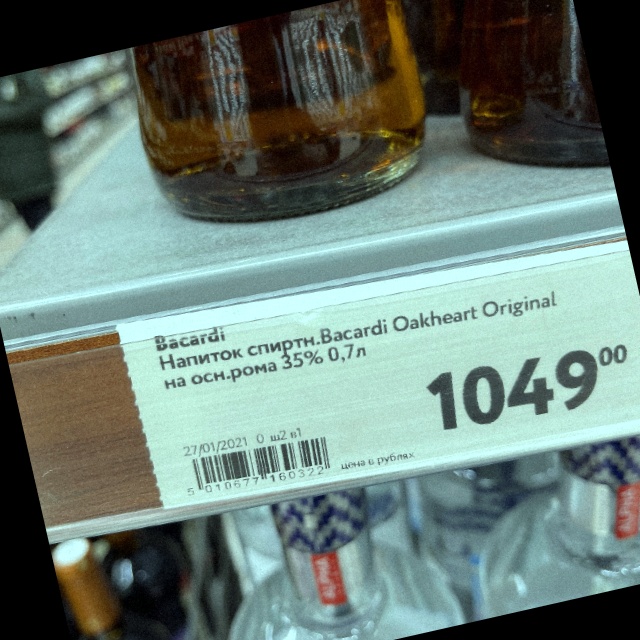 Bacardi
Напиток спиртн.Bacardi Oakheart Original
на осн.рома 35% 0,7л
1049⁰⁰
27/01/2021 0 ш2 в1
5 010677 160322
цена в рублях